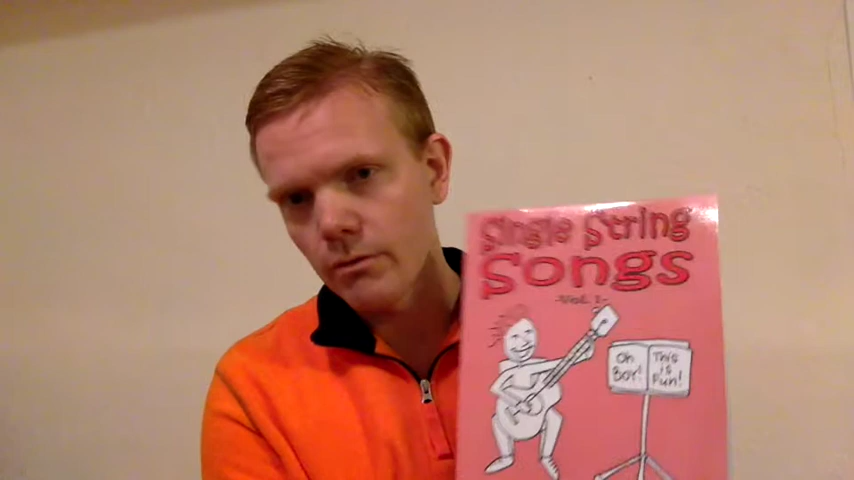 Single String
Songs
-Vol. 1-
Oh
Boy!
This
is
Fun!